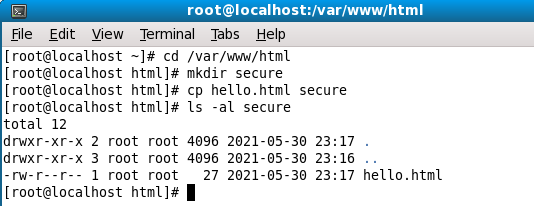 root@localhost:/var/www/html
File Edit View Terminal Tabs Help
[root@localhost ~]# cd /var/www/html
[root@localhost html]# mkdir secure
[root@localhost html]# cp hello.html secure
[root@localhost html]# ls -al secure
total 12
drwxr-xr-x 2 root root 4096 2021-05-30 23:17 .
drwxr-xr-x 3 root root 4096 2021-05-30 23:16 ..
-rw-r--r-- 1 root root   27 2021-05-30 23:17 hello.html
[root@localhost html]#